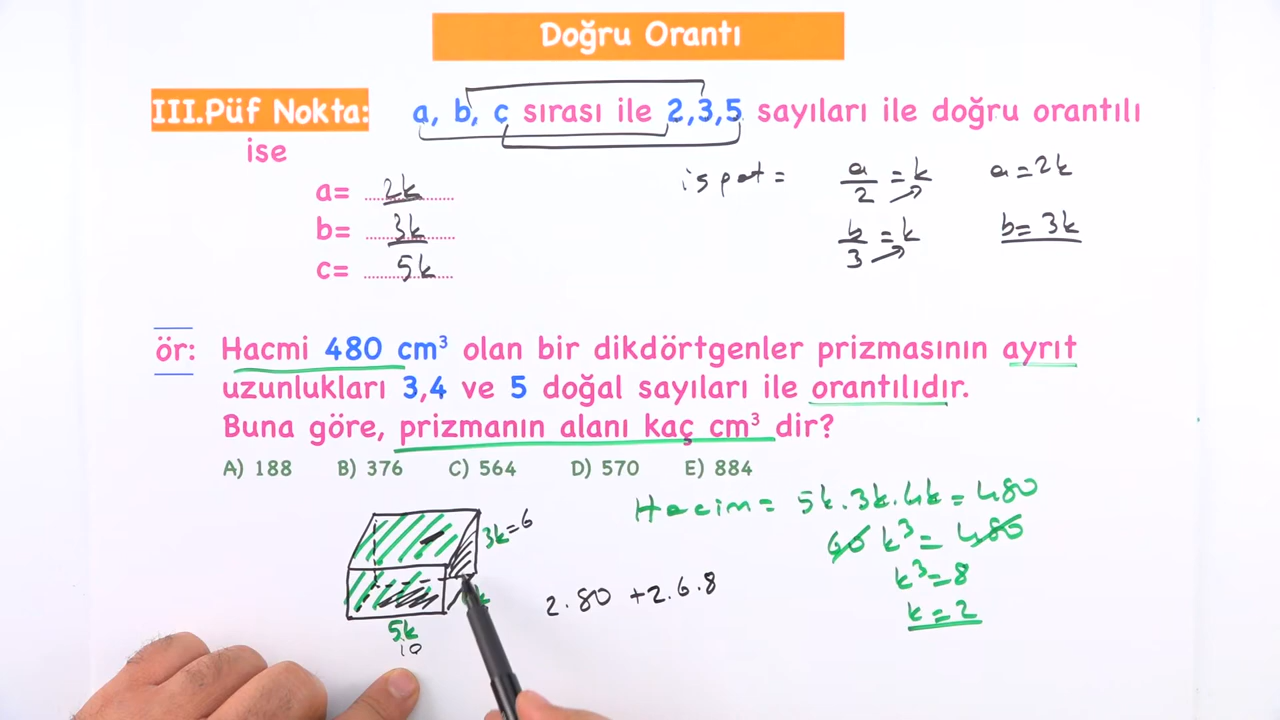 Doğru Orantı
III.Püf Nokta: a, b, c sırası ile 2,3,5 sayıları ile doğru orantılı
ise
a= 2k
b= 3k
c= 5k
ispat = a/2 = k a=2k
b/3 = k b= 3k
ör: Hacmi 480 cm³ olan bir dikdörtgenler prizmasının ayrıt
uzunlukları 3,4 ve 5 doğal sayıları ile orantılıdır.
Buna göre, prizmanın alanı kaç cm³ dir?
A) 188 B) 376 C) 564 D) 570 E) 884
Hacim = 5k.3k.4k=480
60 k³= 480
k³=8
k=2
3k=6
5k
10
2.80 +2.6.8